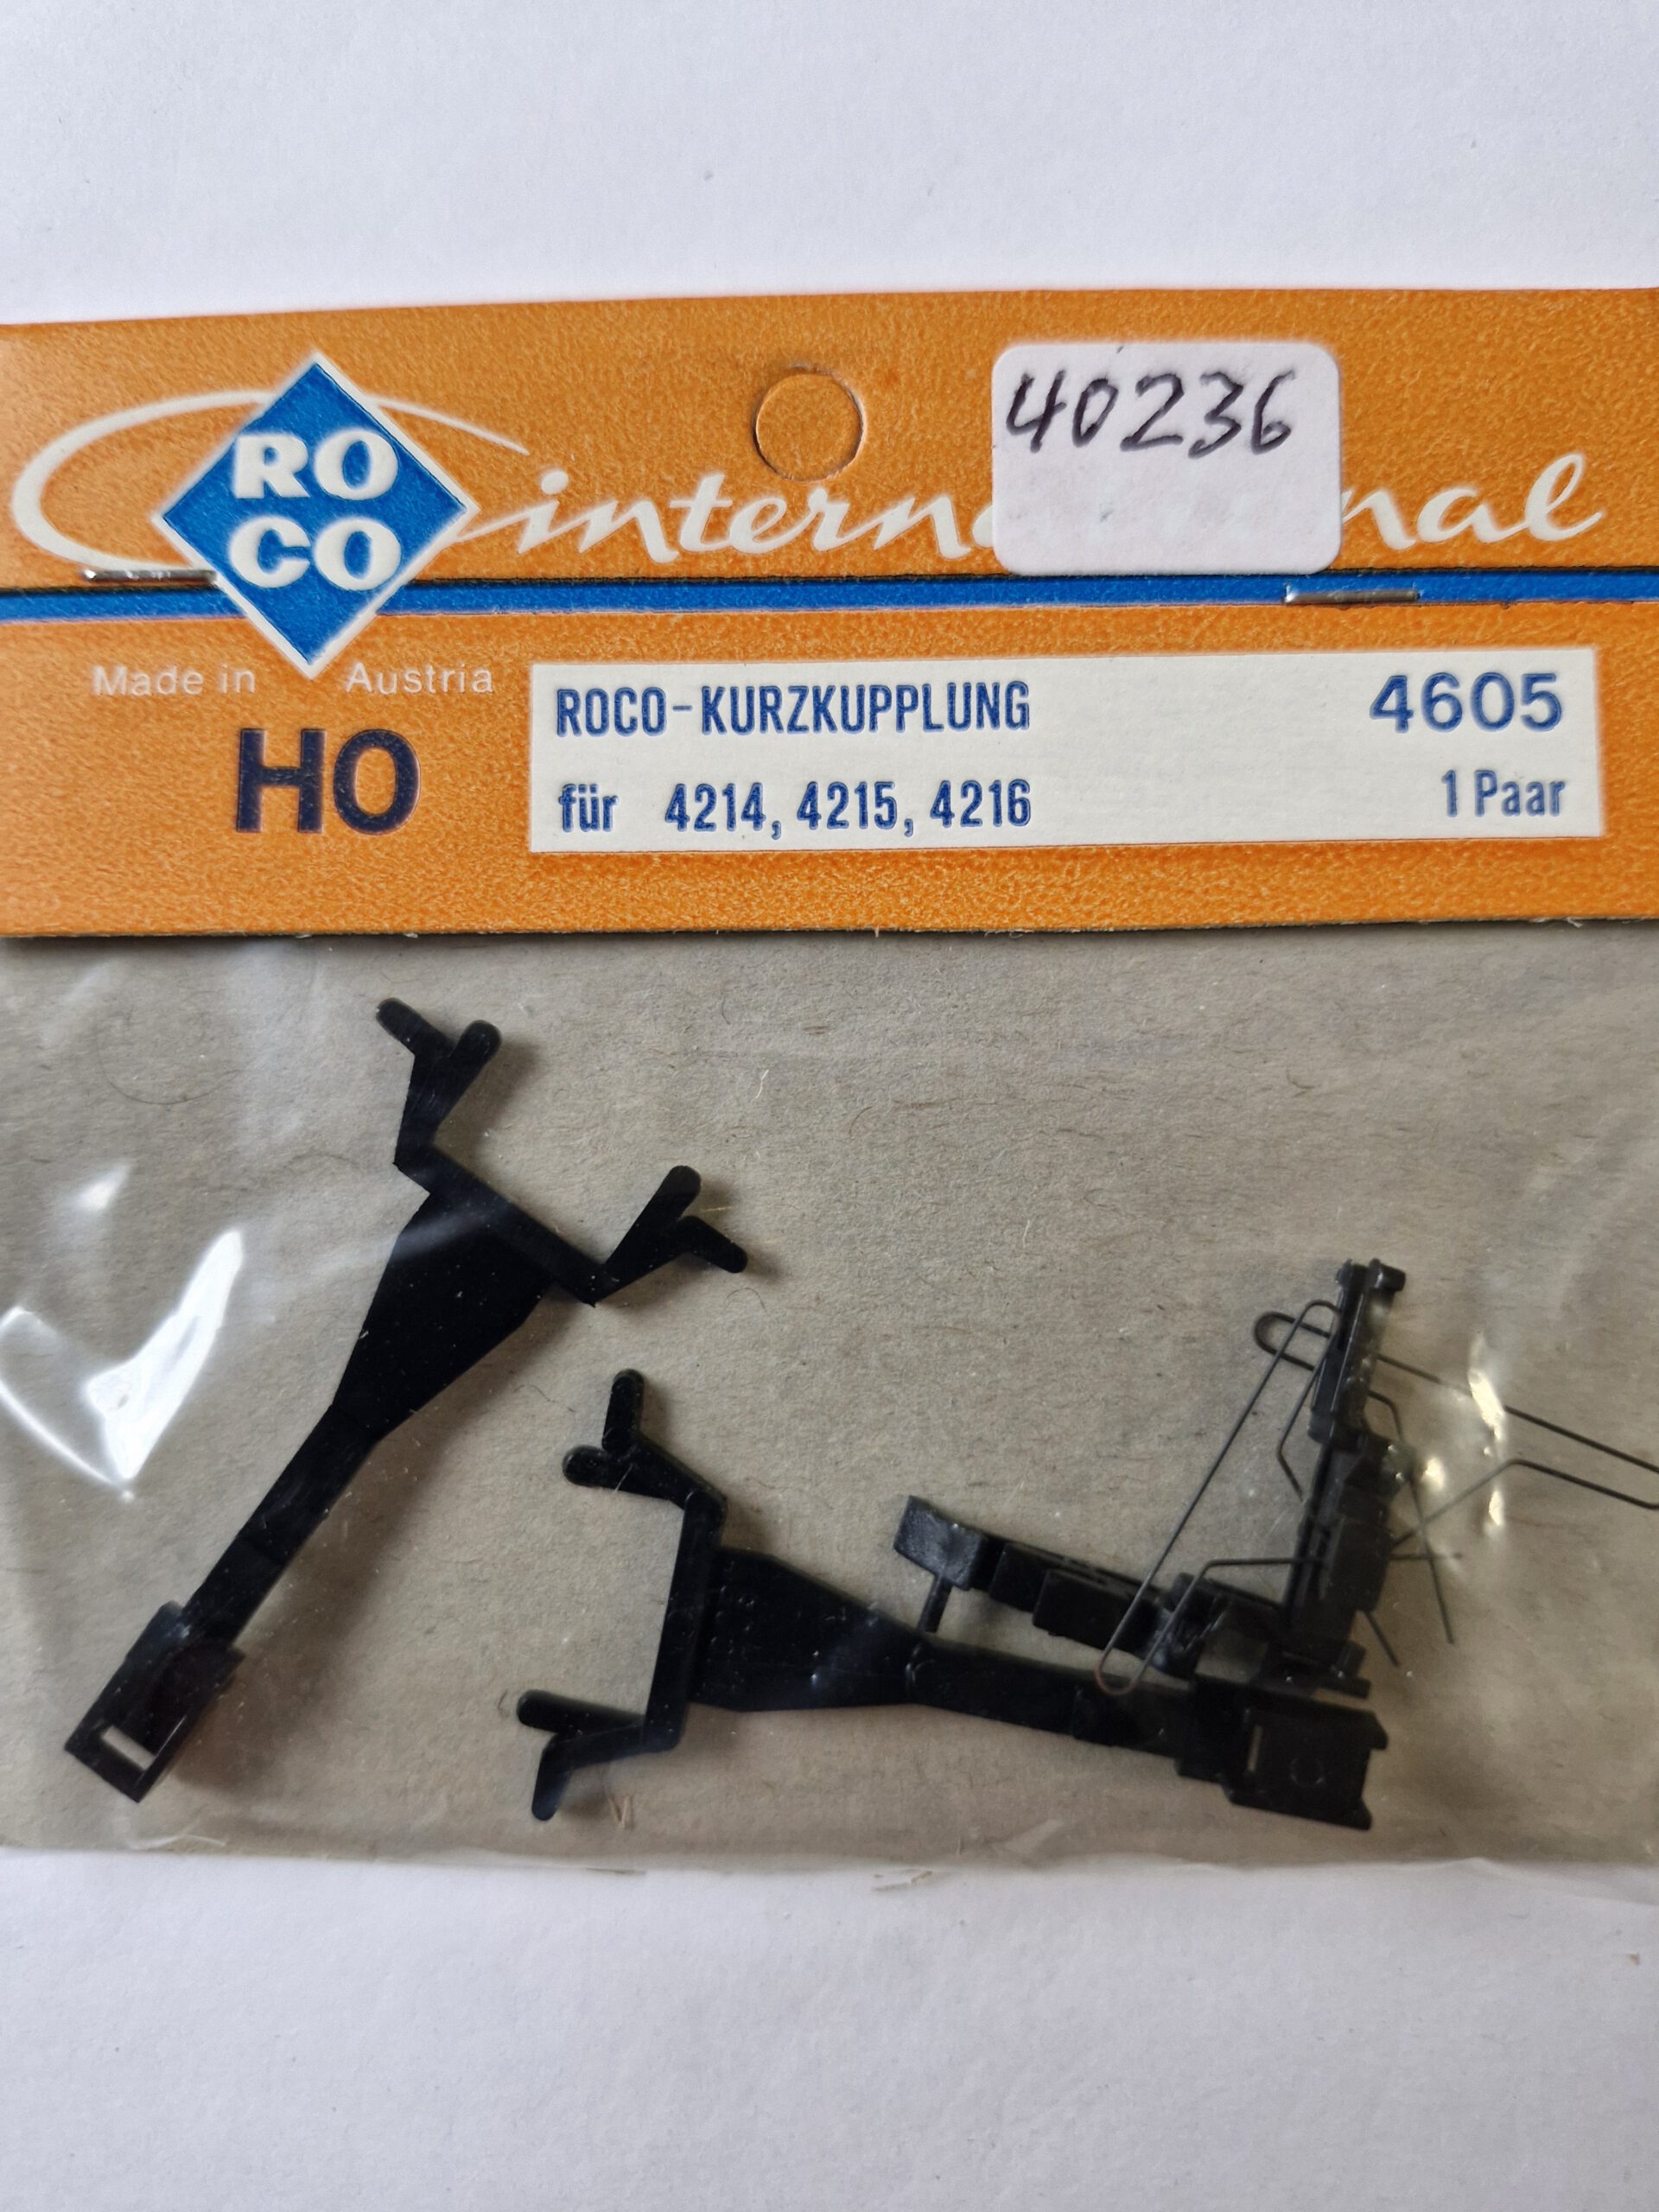 40236
RO
CO
intern nal
Made in Austria
HO
ROCO-KURZKUPPLUNG 4605
für 4214, 4215, 4216 1 Paar